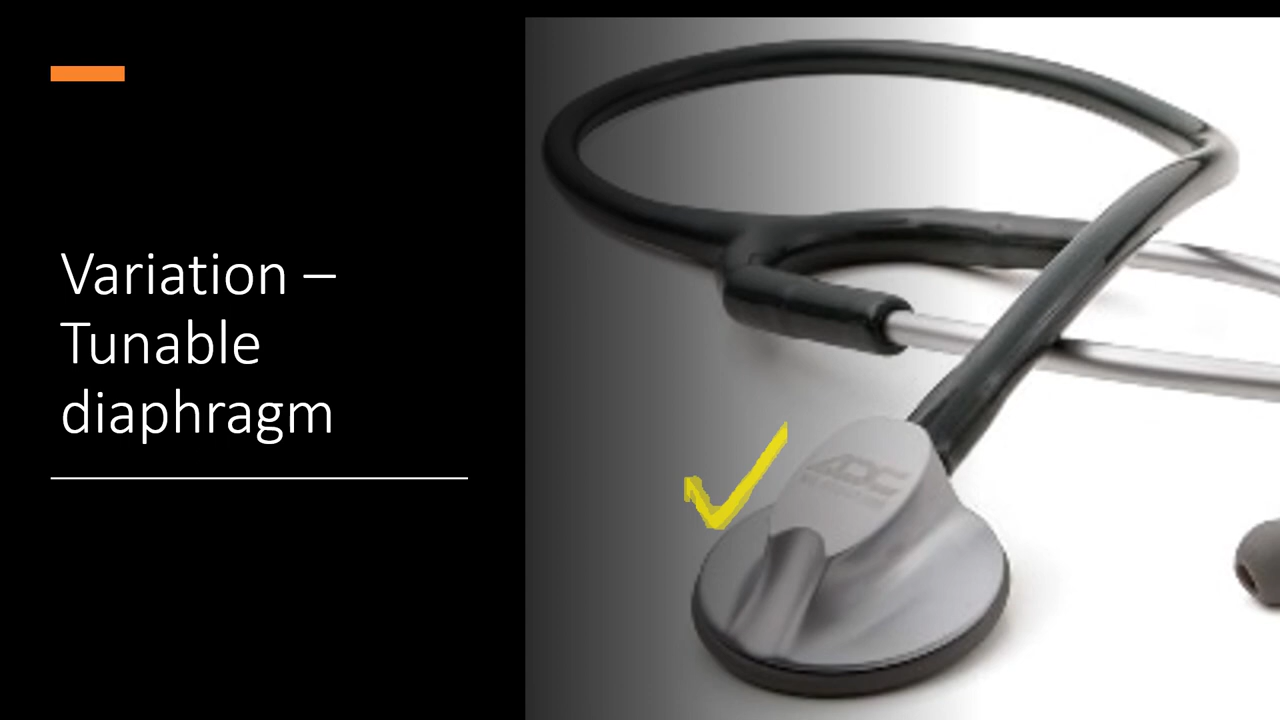 Variation –
Tunable
diaphragm
ADC